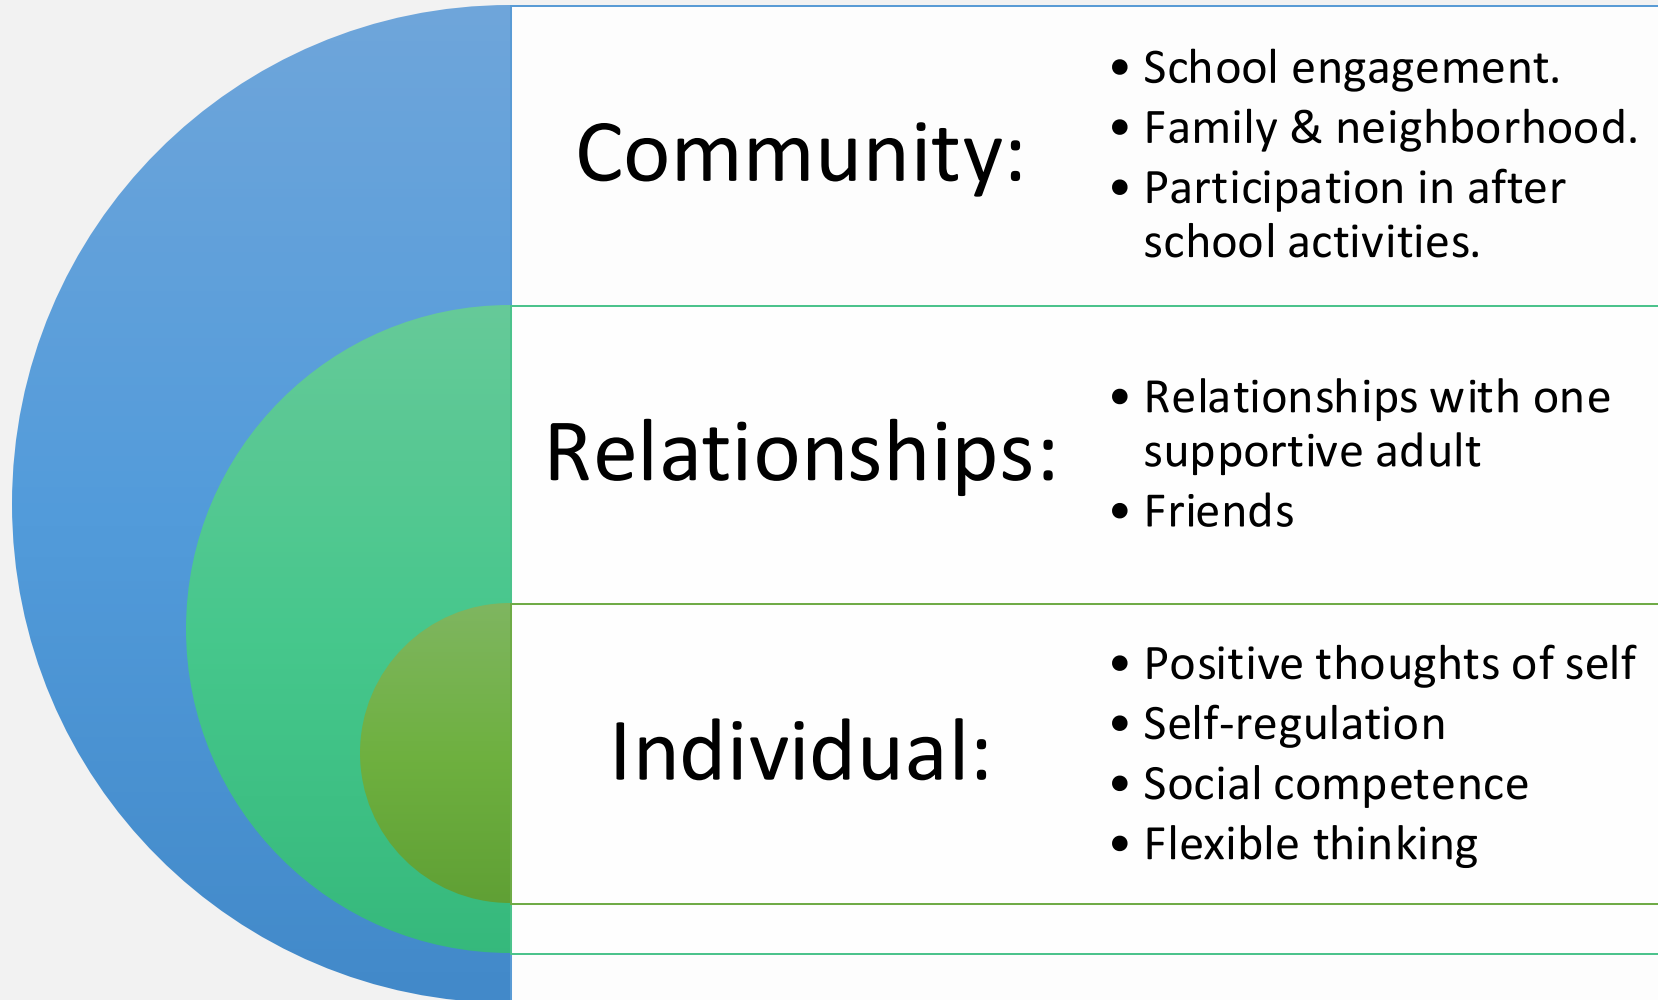 Community:
• School engagement.
• Family & neighborhood.
• Participation in after
school activities.
Relationships:
• Relationships with one
supportive adult
• Friends
Individual:
• Positive thoughts of self
• Self-regulation
• Social competence
• Flexible thinking